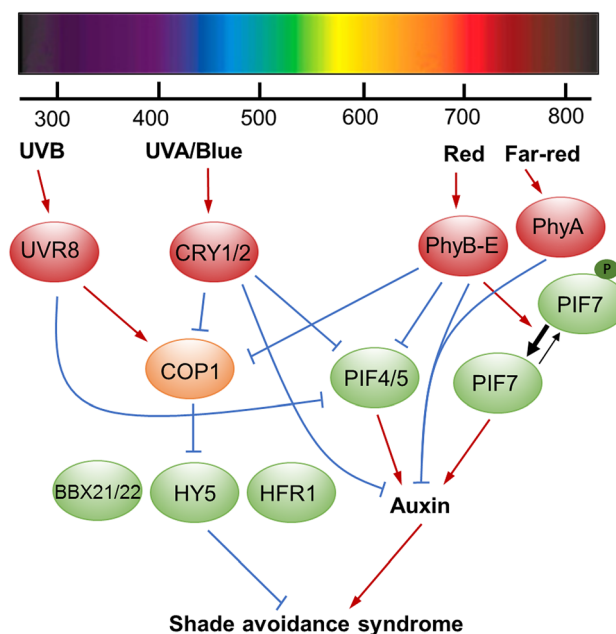 300 400 500 600 700 800
UVB UVA/Blue Red Far-red
UVR8 CRY1/2 PhyB-E PhyA
P
PIF7
COP1 PIF4/5 PIF7
BBX21/22 HY5 HFR1 Auxin
Shade avoidance syndrome